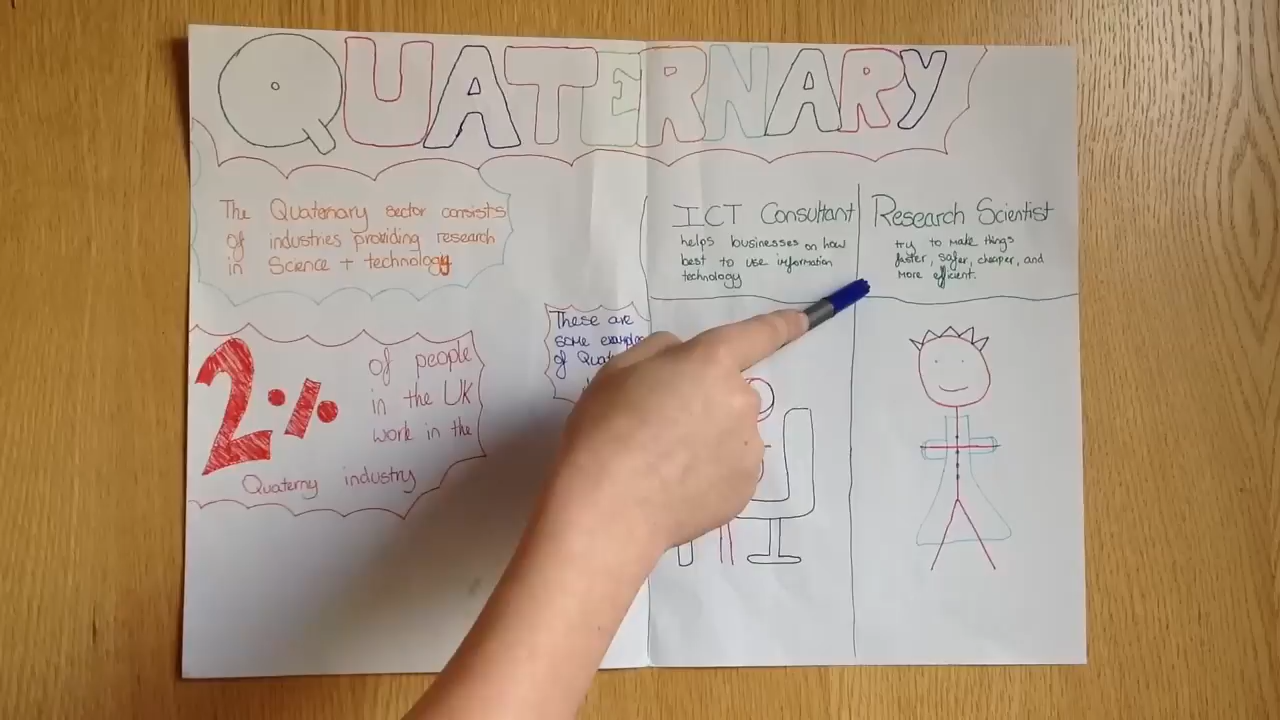 QUATERNARY
The Quaternary sector consists
of industries providing research
in Science + technology
2% of people
in the UK
work in the
Quaterny industry
These are
some examples
of
ICT Consultant
helps businesses on how
best to use information
technology
Research Scientist
try to make things
faster, safer, cheaper, and
more efficient.